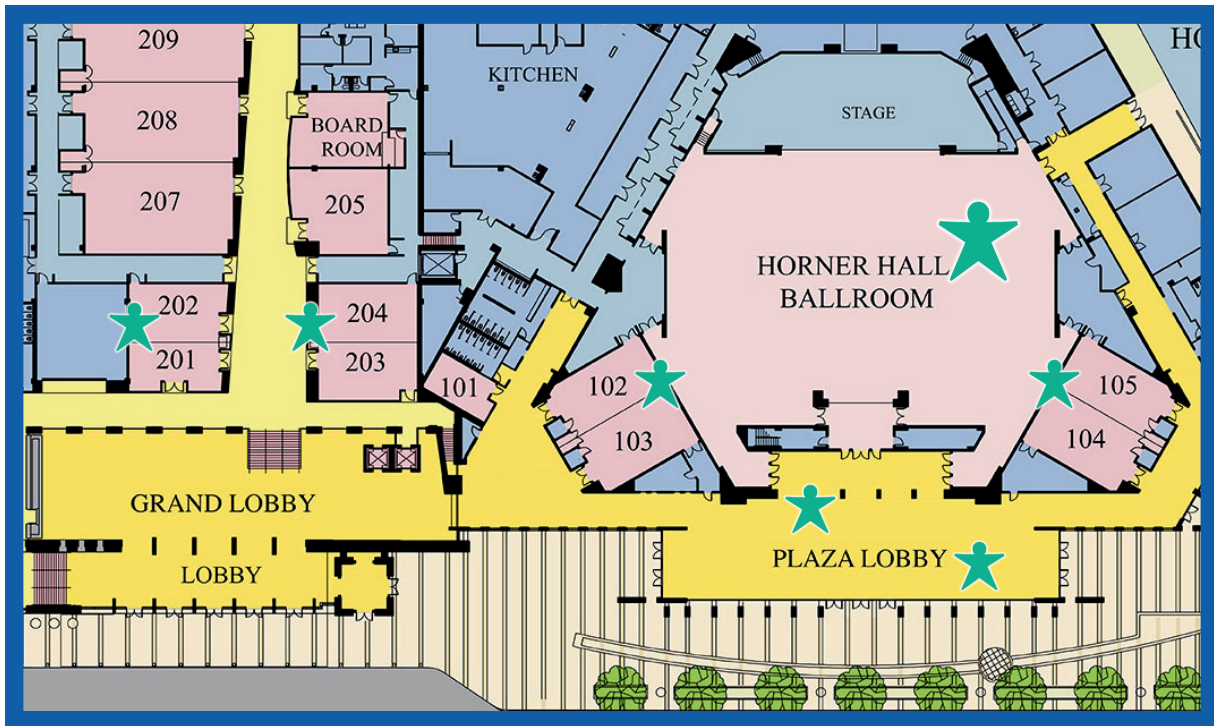 209
HO
KITCHEN
208
BOARD
ROOM
STAGE
207
205
HORNER HALL
BALLROOM
202
204
201
203
101
102
105
103
104
GRAND LOBBY
PLAZA LOBBY
LOBBY